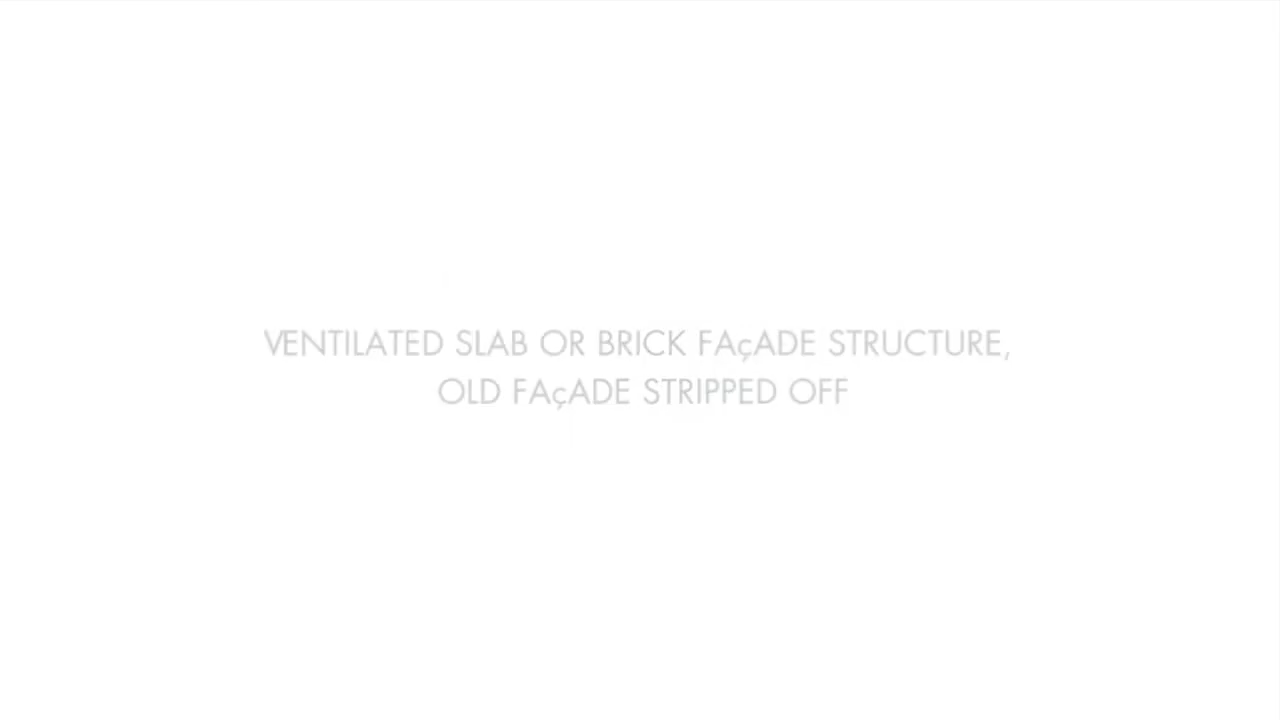 VENTILATED SLAB OR BRICK FAçADE STRUCTURE,
OLD FAçADE STRIPPED OFF